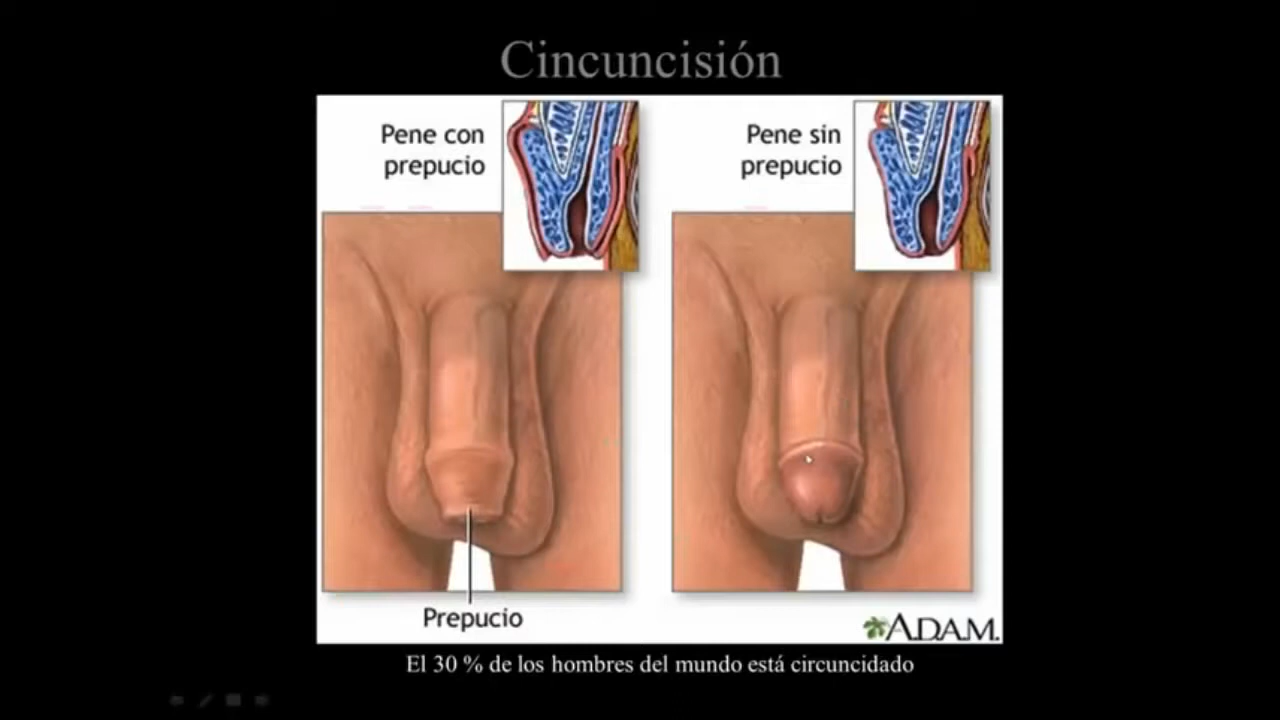 Cincuncisión
Pene con
prepucio
Pene sin
prepucio
Prepucio
A.D.A.M.
El 30 % de los hombres del mundo está circuncidado